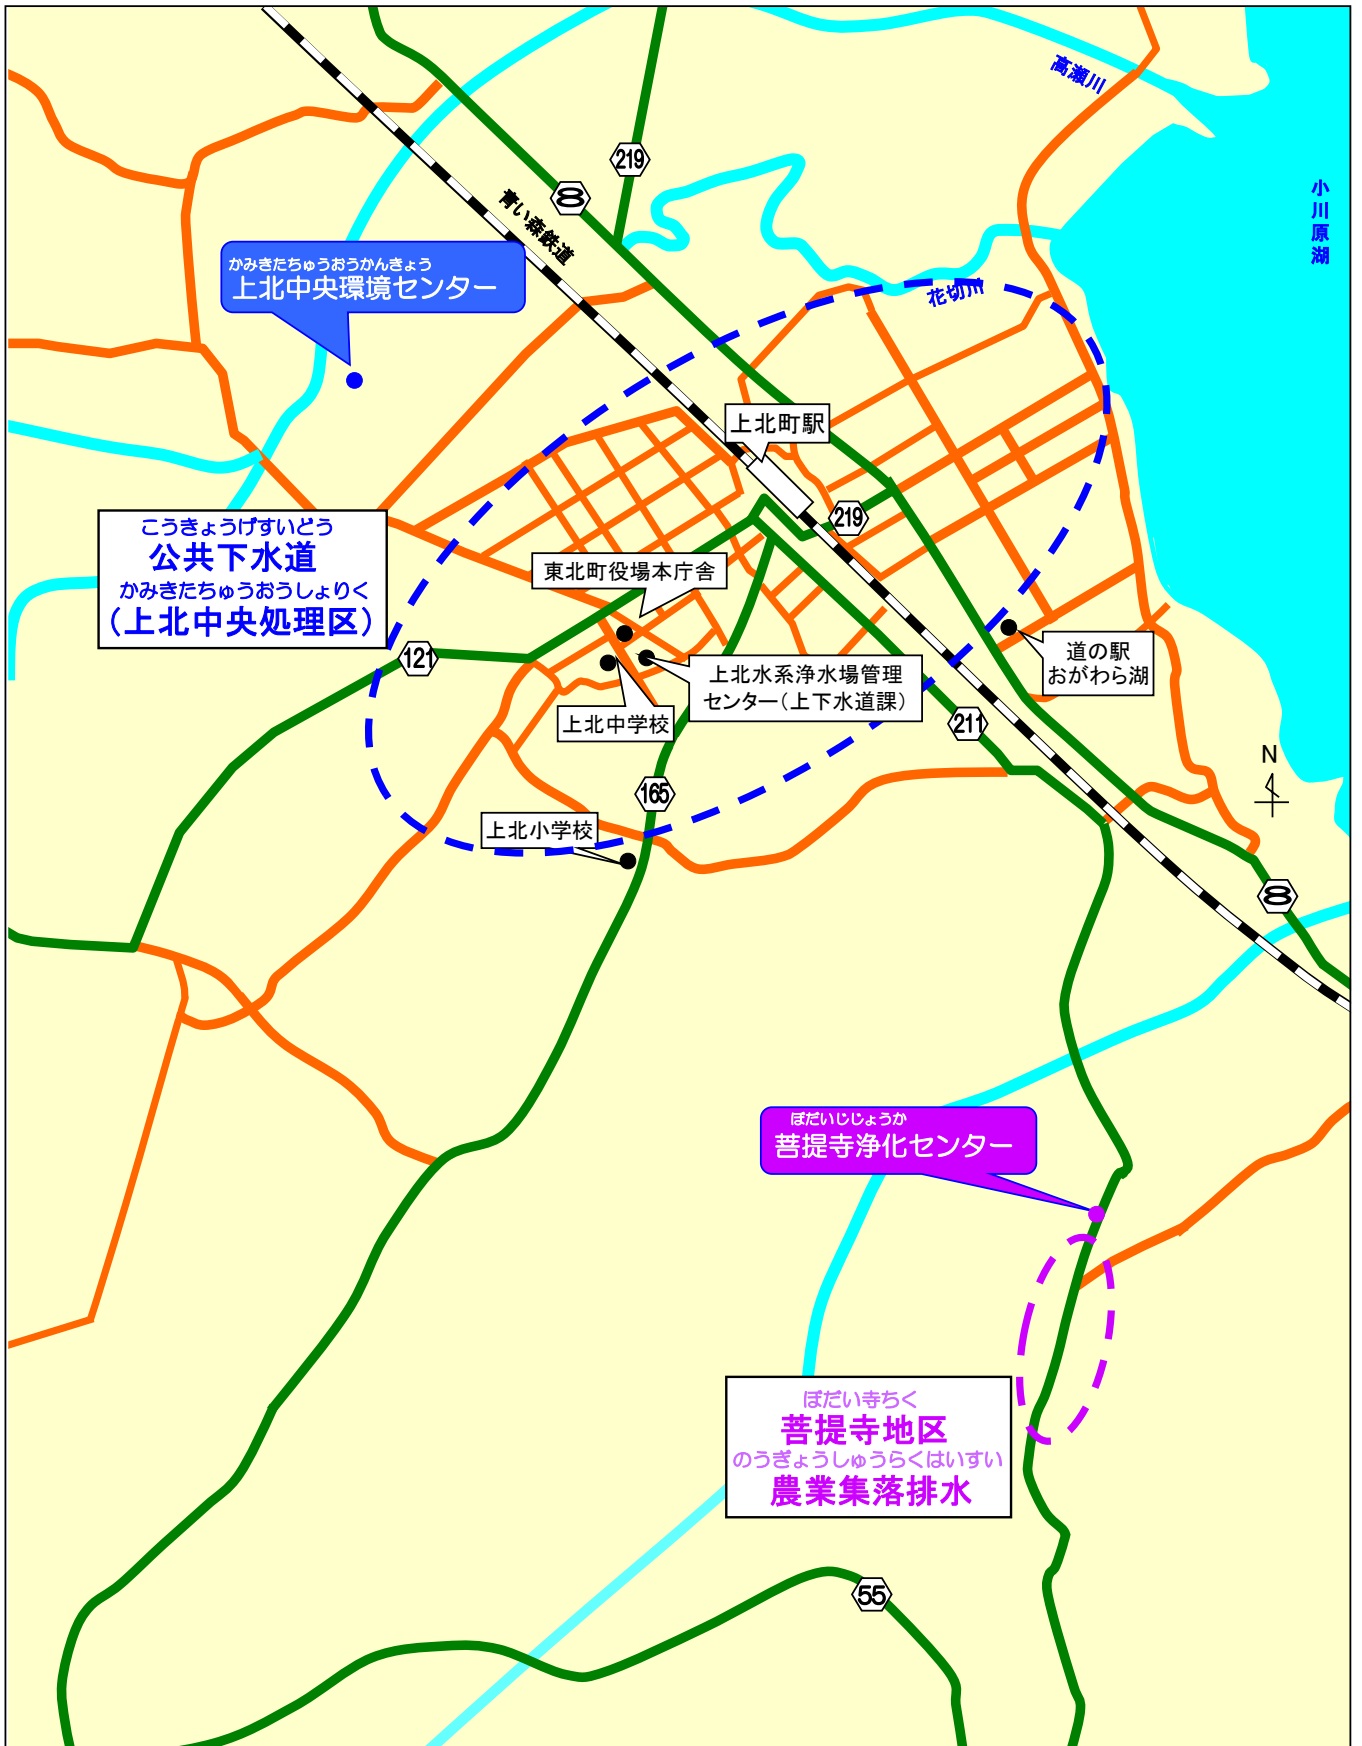 高瀬川
219
8
青い森鉄道
小川原湖
かみきたちゅうおうかんきょう
上北中央環境センター
花切川
上北町駅
219
こうきょうげすいどう
公共下水道
かみきたちゅうおうしょりく
(上北中央処理区)
東北町役場本庁舎
121
上北水系浄水場管理
センター(上下水道課)
道の駅
おがわら湖
上北中学校
211
N
165
上北小学校
8
ぼだいじじょうか
菩提寺浄化センター
ぼだい寺ちく
菩提寺地区
のうぎょうしゅうらくはいすい
農業集落排水
55